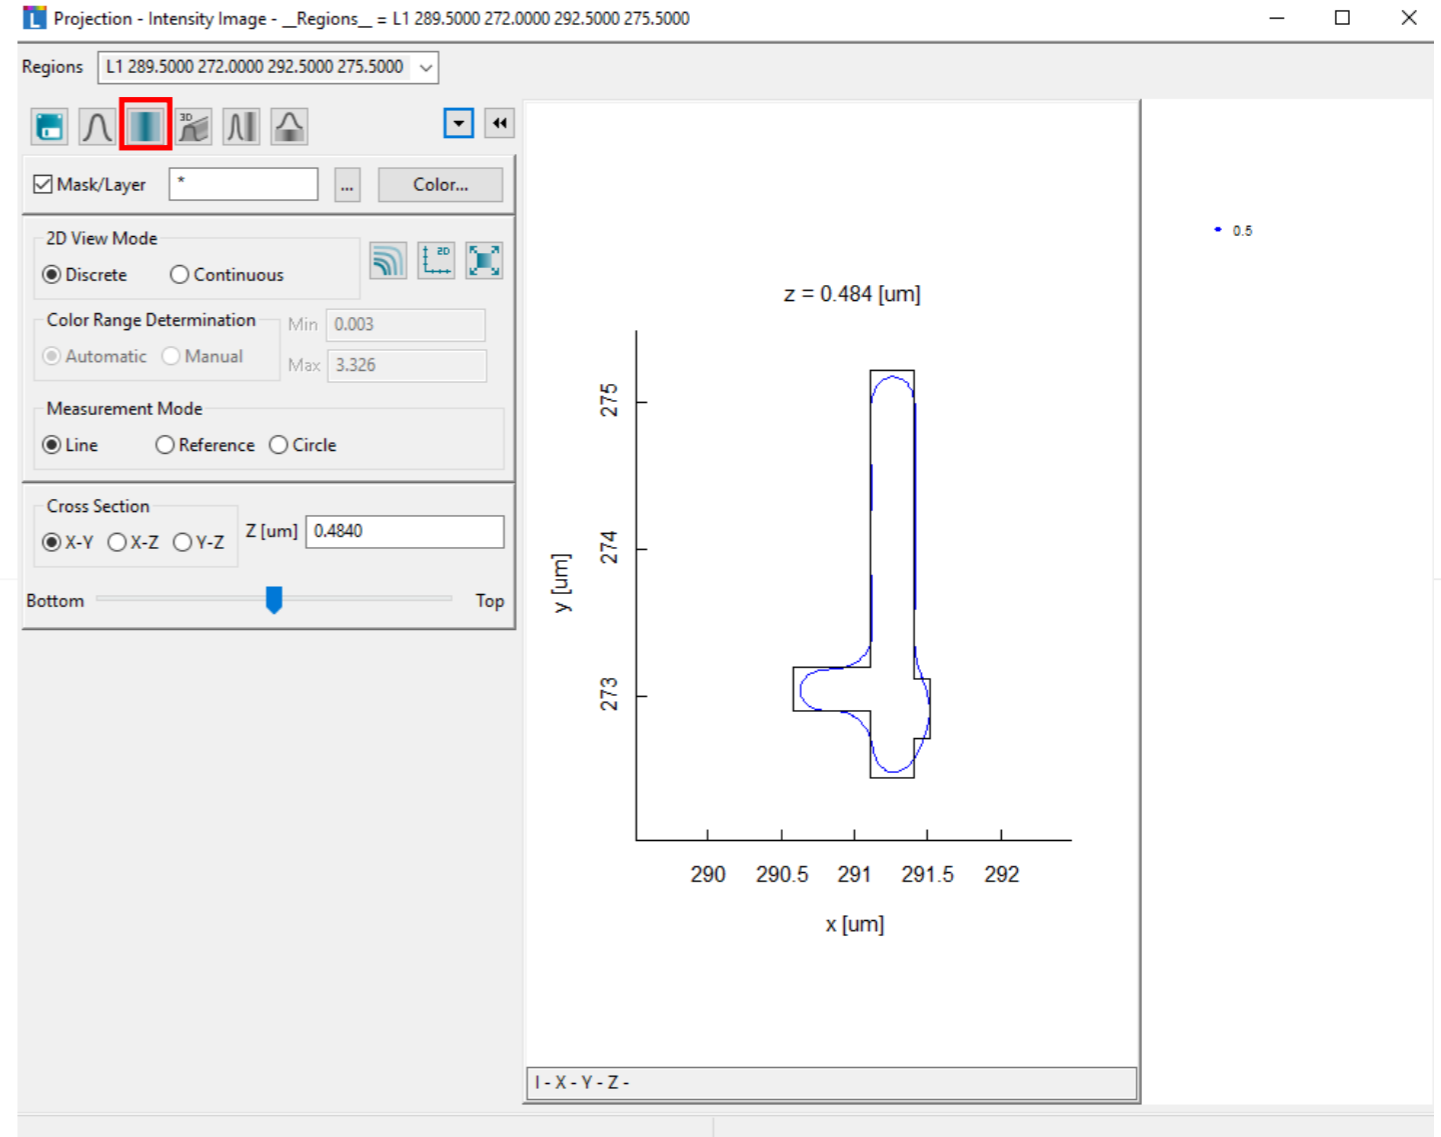 Projection - Intensity Image - __Regions__ = L1 289.5000 272.0000 292.5000 275.5000
Regions L1 289.5000 272.0000 292.5000 275.5000
3D
Mask/Layer * ... Color...
2D View Mode
2D
Discrete Continuous
Color Range Determination Min 0.003
Automatic Manual Max 3.326
Measurement Mode
Line Reference Circle
Cross Section
X-Y X-Z Y-Z Z [um] 0.4840
Bottom Top
0.5
z = 0.484 [um]
275
274
273
y [um]
290 290.5 291 291.5 292
x [um]
I - X - Y - Z -